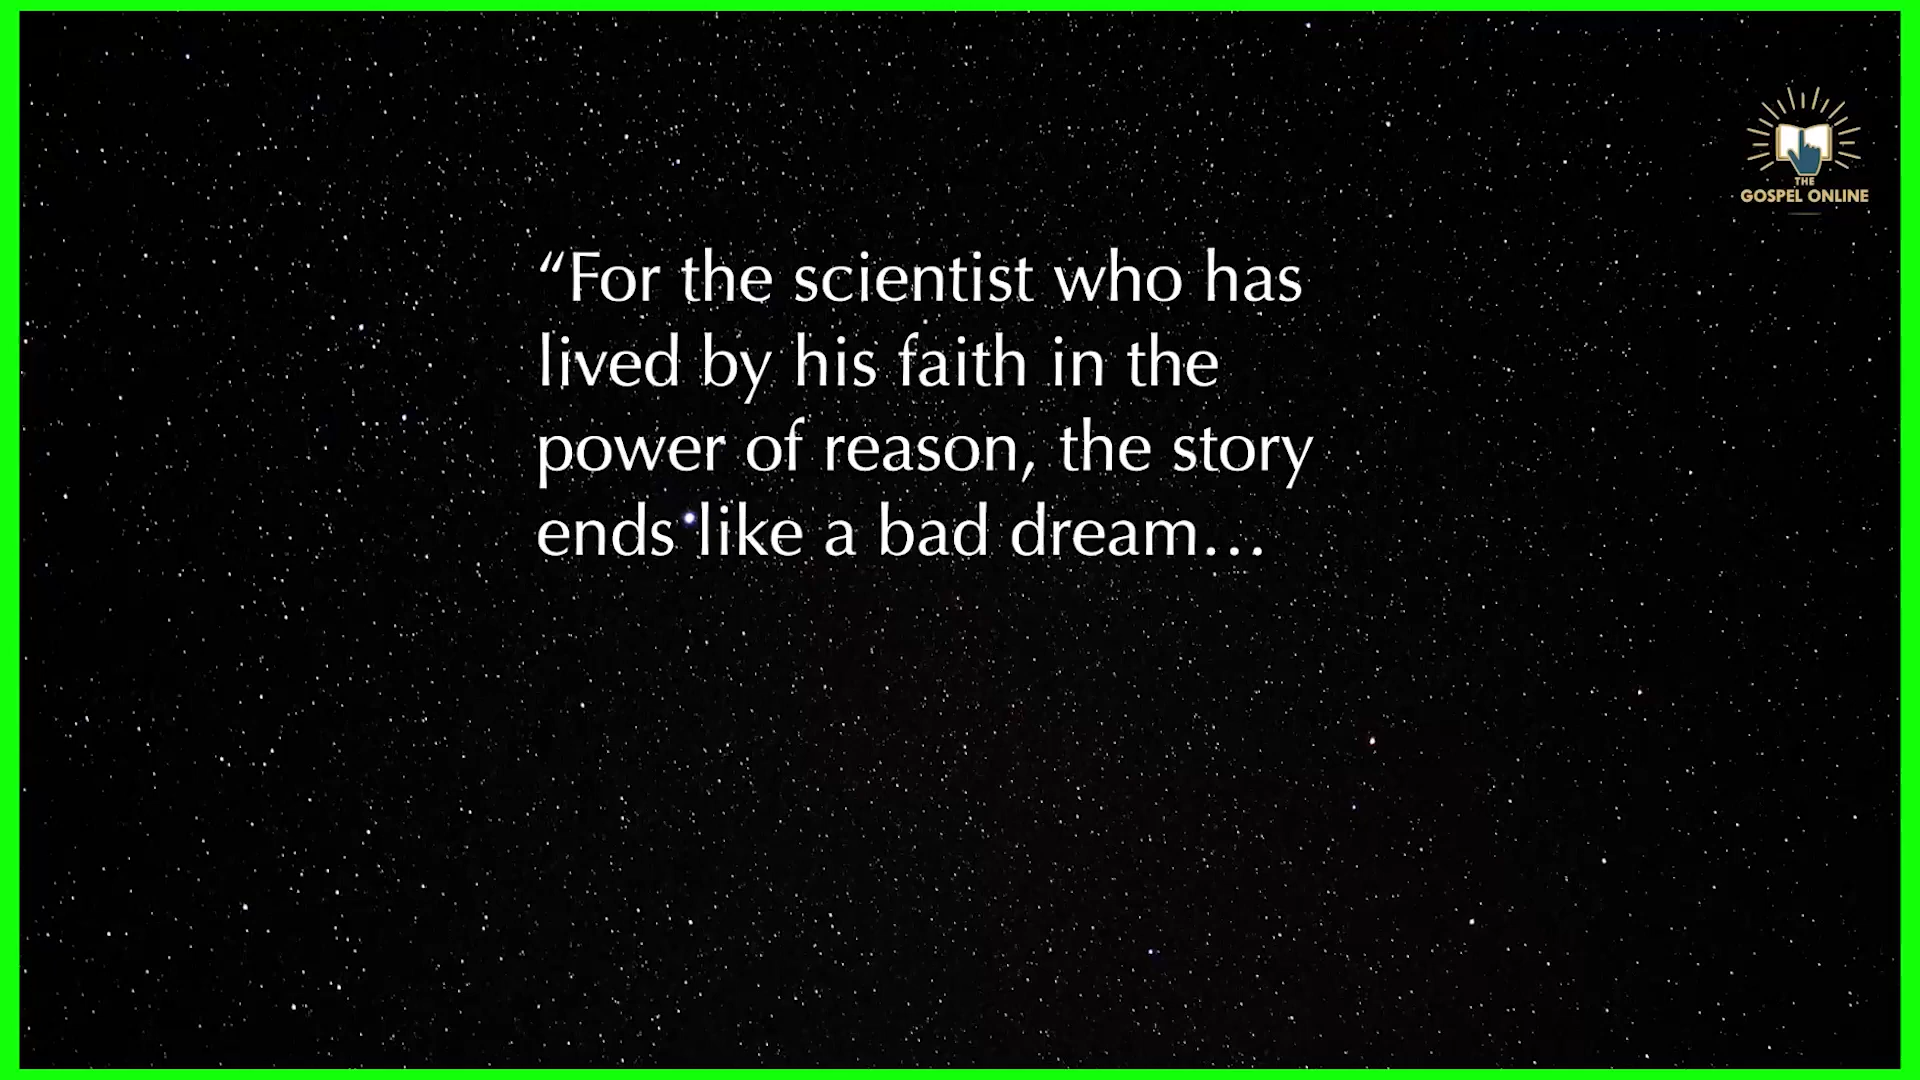 THE
GOSPEL ONLINE
“For the scientist who has
lived by his faith in the
power of reason, the story
ends like a bad dream…